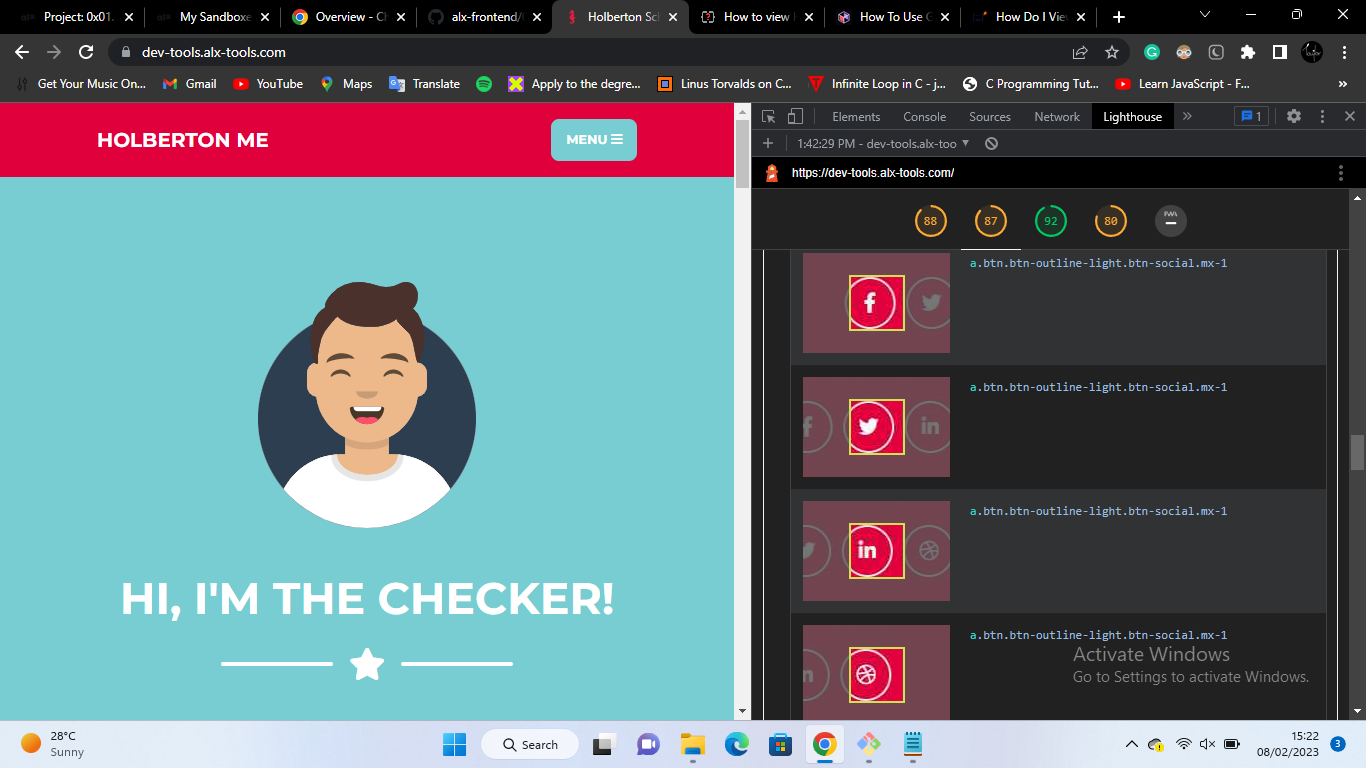 Project: 0x01.
My Sandboxe
Overview - Ch
alx-frontend/
Holberton Sch
How to view
How To Use G
How Do I View
dev-tools.alx-tools.com
Get Your Music On...
Gmail
YouTube
Maps
Translate
Apply to the degre...
Linus Torvalds on C...
Infinite Loop in C - j...
C Programming Tut...
Learn JavaScript - F...
»
HOLBERTON ME
MENU
HI, I'M THE CHECKER!
Elements
Console
Sources
Network
Lighthouse
»
1
1:42:29 PM - dev-tools.alx-too
https://dev-tools.alx-tools.com/
88
87
92
80
PWA
a.btn.btn-outline-light.btn-social.mx-1
a.btn.btn-outline-light.btn-social.mx-1
a.btn.btn-outline-light.btn-social.mx-1
a.btn.btn-outline-light.btn-social.mx-1
Activate Windows
Go to Settings to activate Windows.
28°C
Sunny
Search
15:22
08/02/2023
3